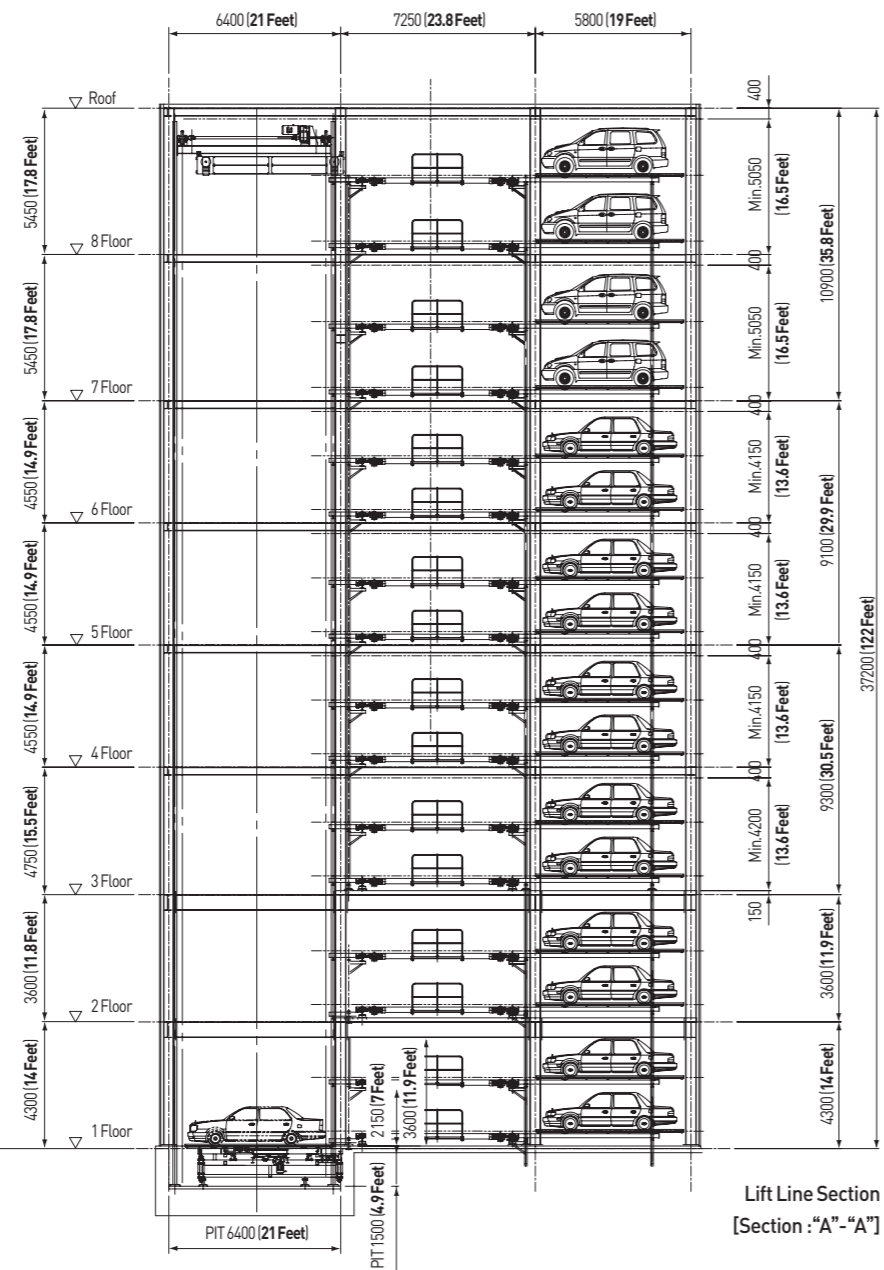 6400 (21 Feet)
7250 (23.8 Feet)
5800 (19 Feet)
Roof
5450 (17.8 Feet)
8 Floor
5450 (17.8 Feet)
7 Floor
4550 (14.9 Feet)
6 Floor
4550 (14.9 Feet)
5 Floor
4550 (14.9 Feet)
4 Floor
4750 (15.5 Feet)
3 Floor
3600 (11.8 Feet)
2 Floor
4300 (14 Feet)
1 Floor
2150 (7 Feet)
3600 (11.9 Feet)
PIT 1500 (4.9 Feet)
PIT 6400 (21 Feet)
400
Min.5050
(16.5 Feet)
400
Min.5050
(16.5 Feet)
400
Min.4150
(13.6 Feet)
400
Min.4150
(13.6 Feet)
400
Min.4150
(13.6 Feet)
400
Min.4200
(13.6 Feet)
150
10900 (35.8 Feet)
9100 (29.9 Feet)
9300 (30.5 Feet)
3600 (11.9 Feet)
4300 (14 Feet)
37200 (122 Feet)
Lift Line Section
[Section :“A”-“A”]